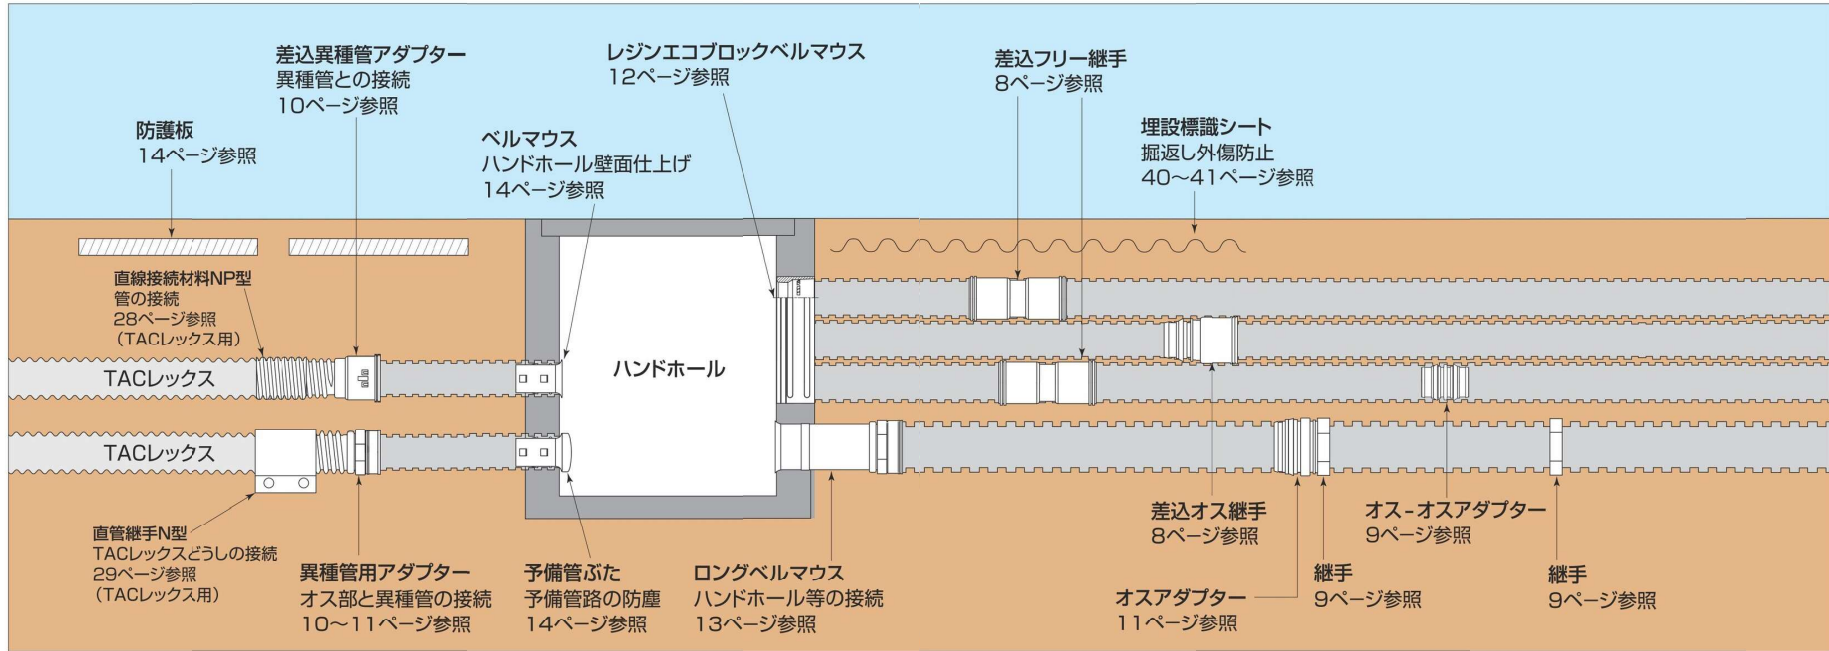 差込異種管アダプター
異種管との接続
10ページ参照
レジンエコブロックベルマウス
12ページ参照
差込フリー継手
8ページ参照
防護板
14ページ参照
ベルマウス
ハンドホール壁面仕上げ
14ページ参照
埋設標識シート
掘返し外傷防止
40〜41ページ参照
直線接続材料NP型
管の接続
28ページ参照
（TACレックス用）
TACレックス
ハンドホール
TACレックス
直管継手N型
TACレックスどうしの接続
29ページ参照
（TACレックス用）
異種管用アダプター
オス部と異種管の接続
10〜11ページ参照
予備管ぶた
予備管路の防塵
14ページ参照
ロングベルマウス
ハンドホール等の接続
13ページ参照
オスアダプター
11ページ参照
差込オス継手
8ページ参照
継手
9ページ参照
オス-オスアダプター
9ページ参照
継手
9ページ参照